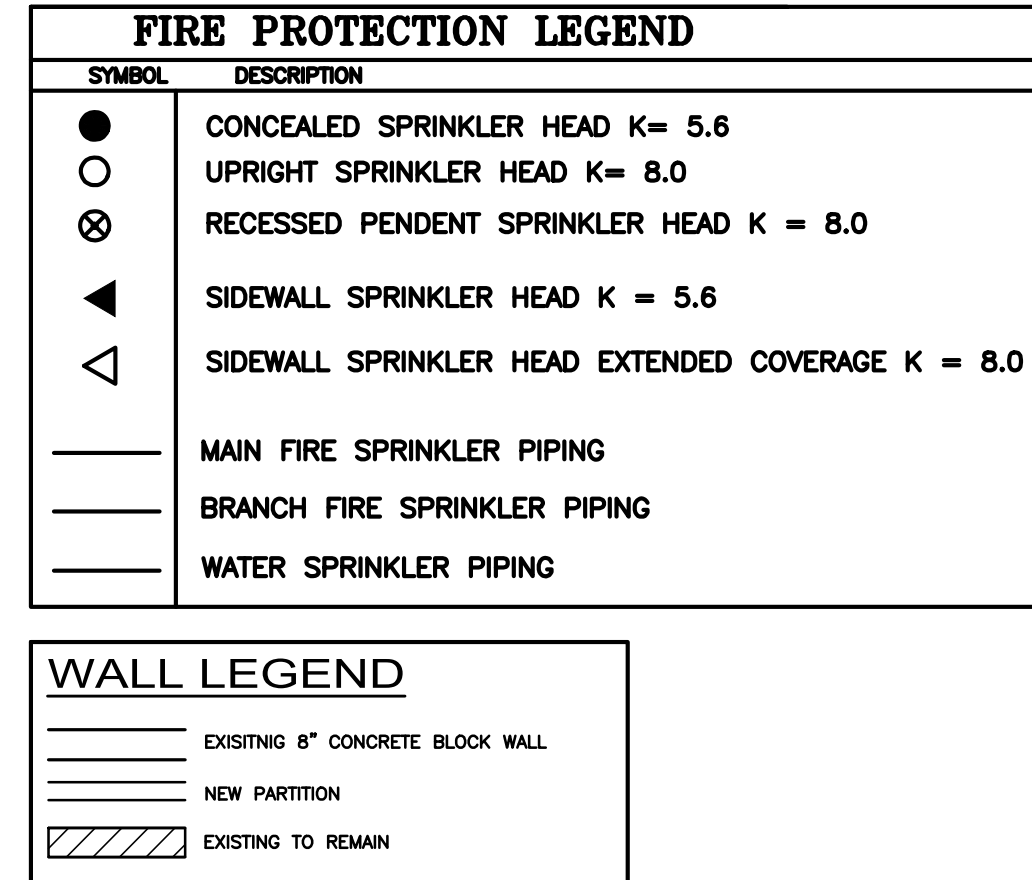 FIRE PROTECTION LEGEND
SYMBOL DESCRIPTION
CONCEALED SPRINKLER HEAD K= 5.6
UPRIGHT SPRINKLER HEAD K= 8.0
RECESSED PENDENT SPRINKLER HEAD K = 8.0
SIDEWALL SPRINKLER HEAD K = 5.6
SIDEWALL SPRINKLER HEAD EXTENDED COVERAGE K = 8.0
MAIN FIRE SPRINKLER PIPING
BRANCH FIRE SPRINKLER PIPING
WATER SPRINKLER PIPING
WALL LEGEND
EXISITNIG 8" CONCRETE BLOCK WALL
NEW PARTITION
EXISTING TO REMAIN